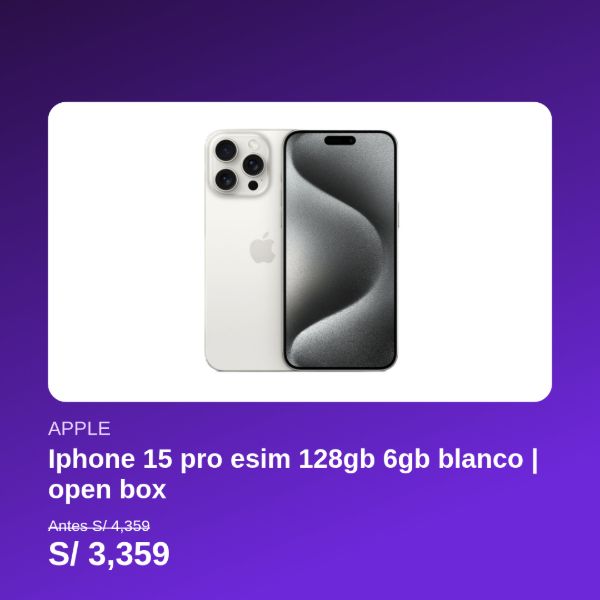 APPLE
Iphone 15 pro esim 128gb 6gb blanco |
open box
Antes S/ 4,359
S/ 3,359